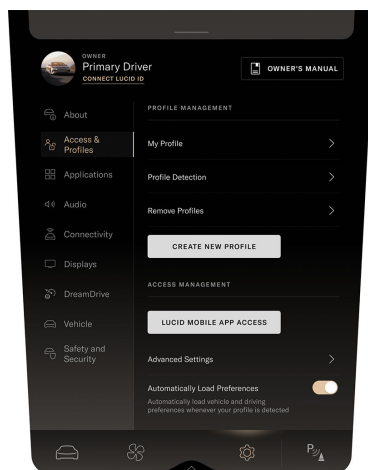 OWNER
Primary Driver
CONNECT LUCID ID
OWNER'S MANUAL
About
Access &
Profiles
Applications
Audio
Connectivity
Displays
DreamDrive
Vehicle
Safety and
Security
PROFILE MANAGEMENT
My Profile
Profile Detection
Remove Profiles
CREATE NEW PROFILE
ACCESS MANAGEMENT
LUCID MOBILE APP ACCESS
Advanced Settings
Automatically Load Preferences
Automatically load vehicle and driving
preferences whenever your profile is detected
P